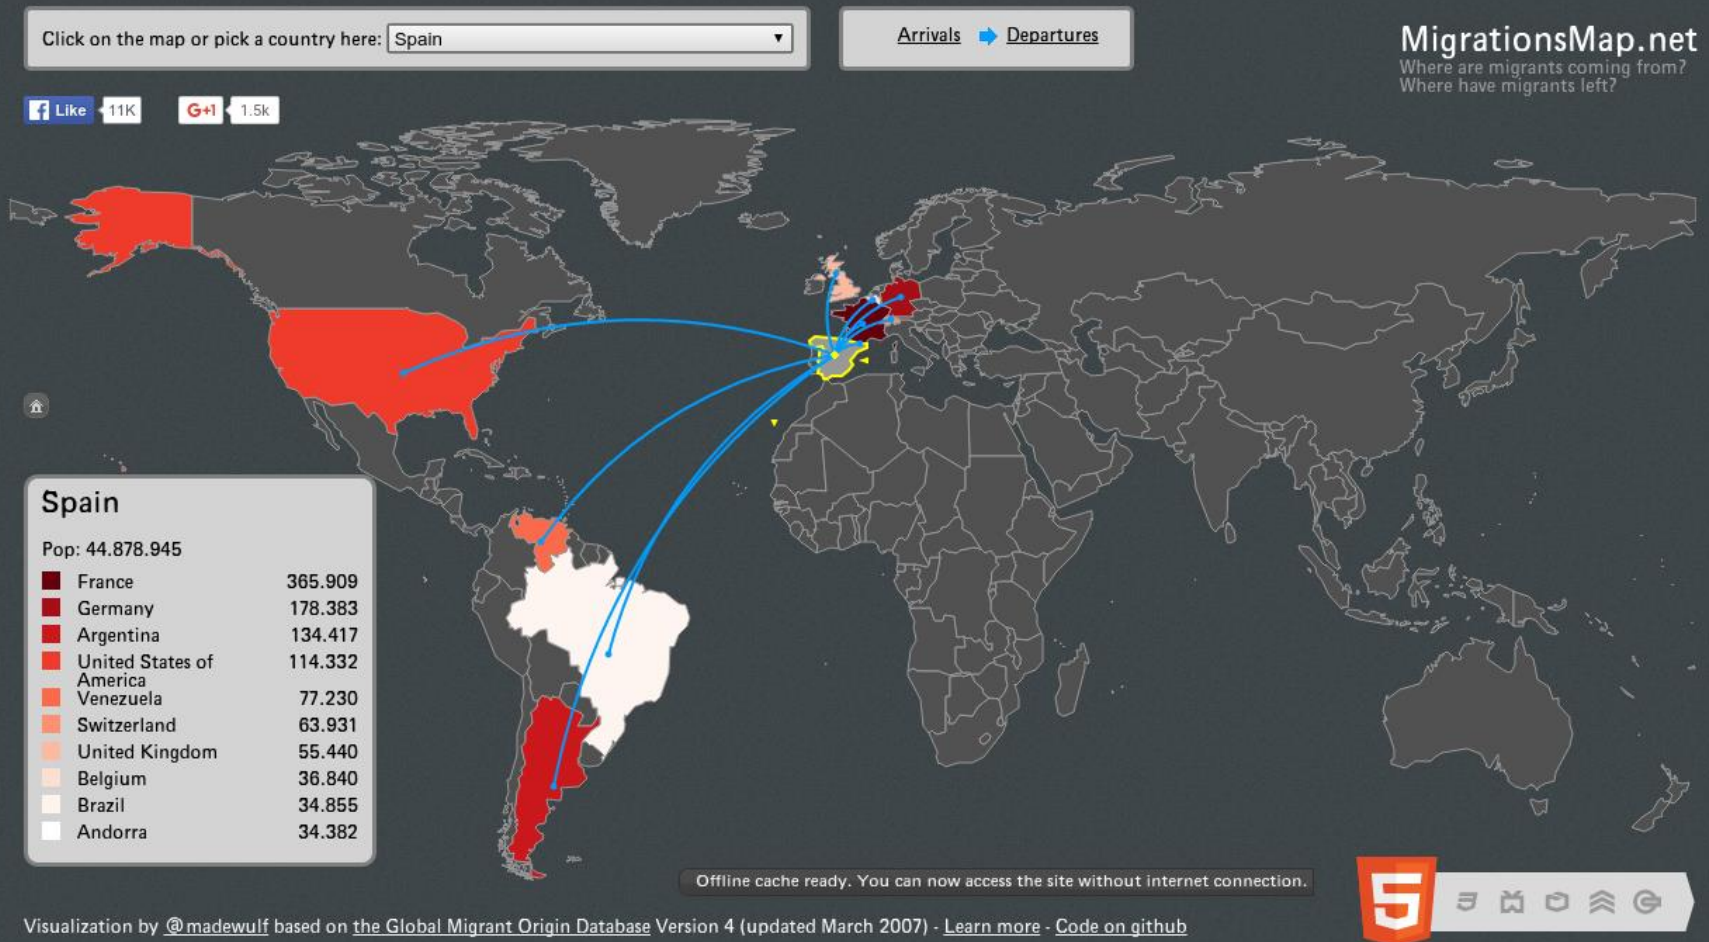 Click on the map or pick a country here: Spain
Arrivals Departures
MigrationsMap.net
Where are migrants coming from?
Where have migrants left?
Like 11K
G+1 1.5k
Spain
Pop: 44.878.945
France 365.909
Germany 178.383
Argentina 134.417
United States of 114.332
America
Venezuela 77.230
Switzerland 63.931
United Kingdom 55.440
Belgium 36.840
Brazil 34.855
Andorra 34.382
Offline cache ready. You can now access the site without internet connection.
5
Visualization by @madewulf based on the Global Migrant Origin Database Version 4 (updated March 2007) - Learn more - Code on github